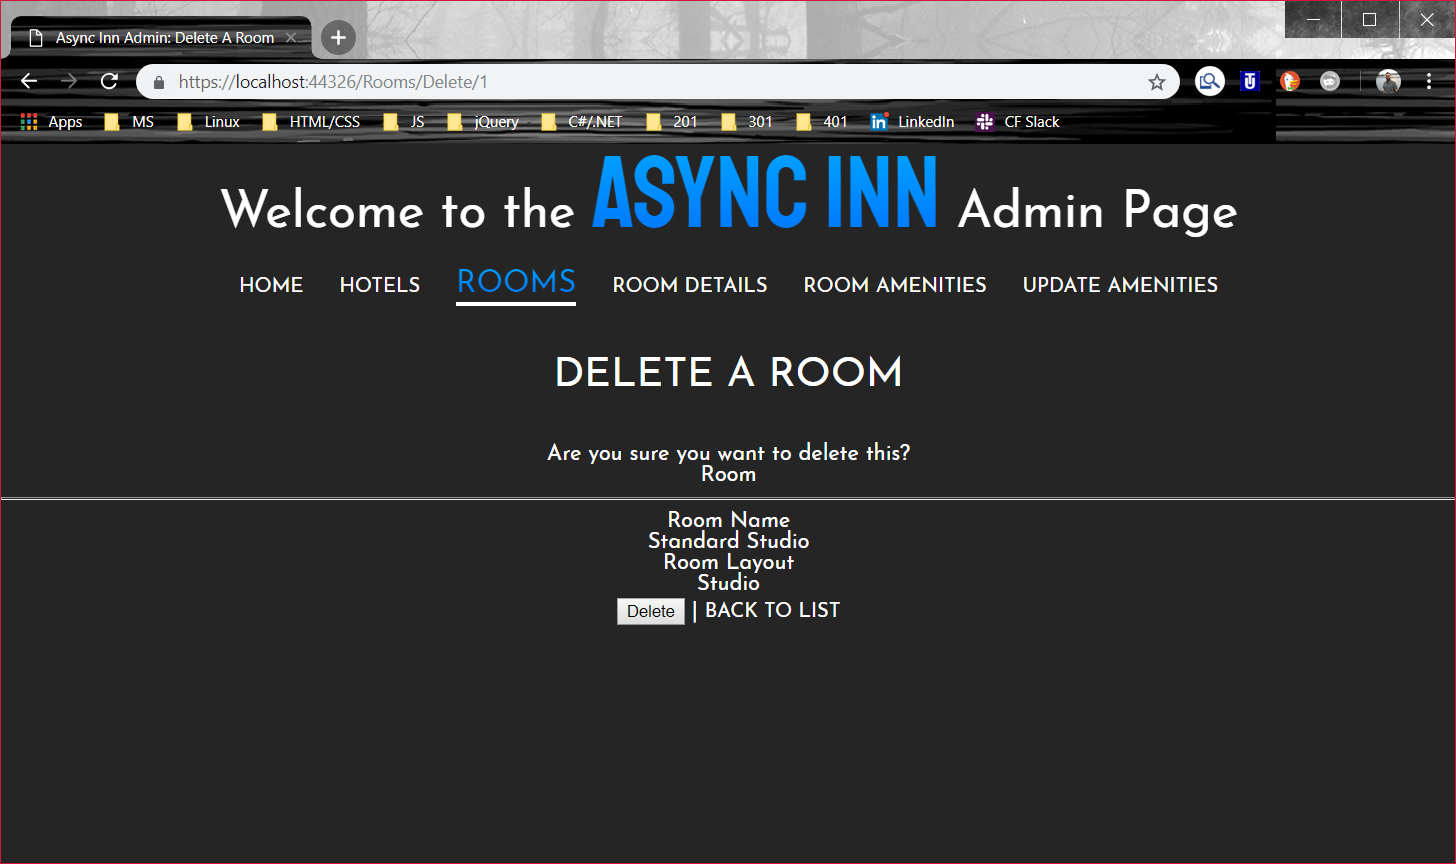 Async Inn Admin: Delete A Room
https://localhost:44326/Rooms/Delete/1
Apps MS Linux HTML/CSS JS jQuery C#/.NET 201 301 401 LinkedIn CF Slack
Welcome to the ASYNC INN Admin Page
HOME HOTELS ROOMS ROOM DETAILS ROOM AMENITIES UPDATE AMENITIES
DELETE A ROOM
Are you sure you want to delete this?
Room
Room Name
Standard Studio
Room Layout
Studio
Delete | BACK TO LIST